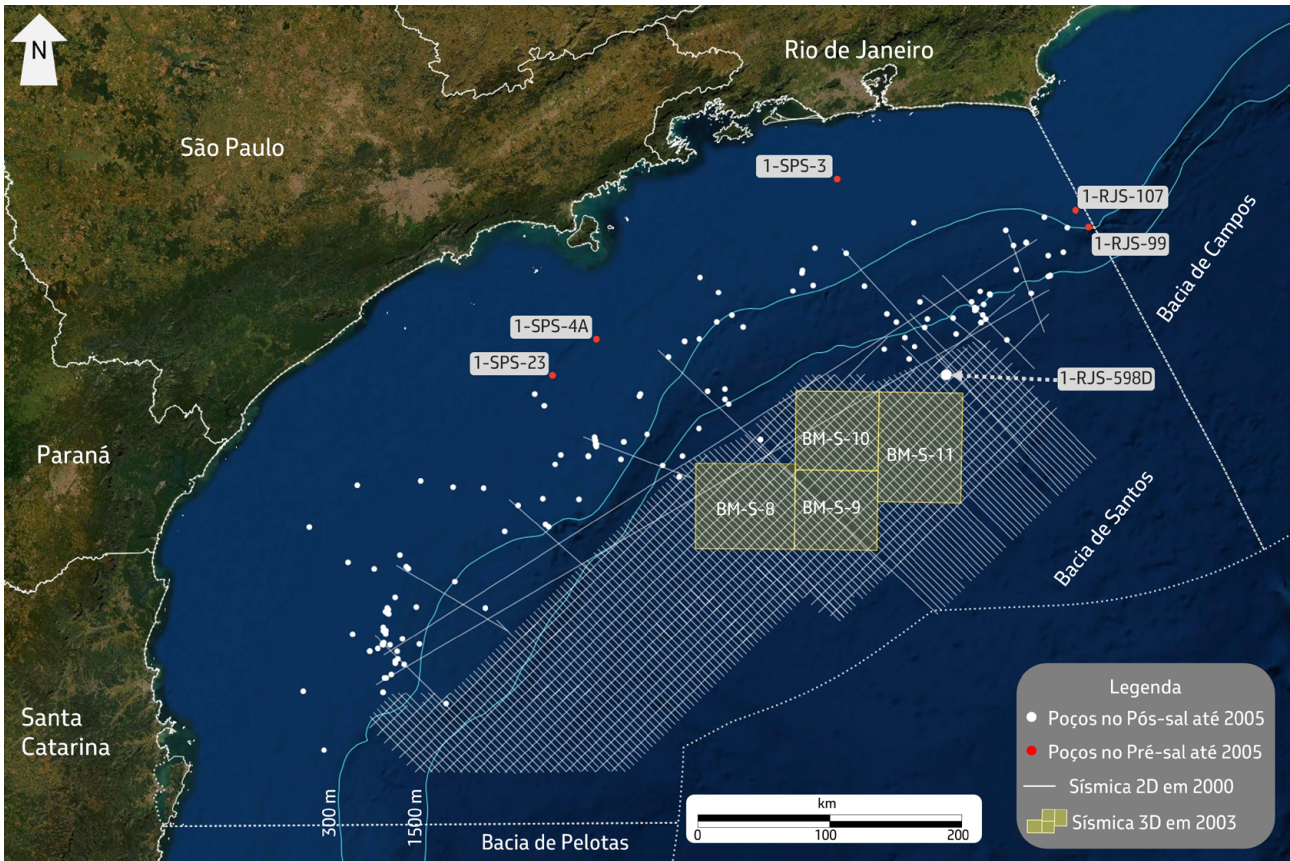 N
Rio de Janeiro
São Paulo
1-SPS-3
1-RJS-107
1-RJS-99
Bacia de Campos
1-SPS-4A
1-SPS-23
1-RJS-598D
Paraná
BM-S-10
BM-S-11
BM-S-8
BM-S-9
Bacia de Santos
Santa
Catarina
300 m
1500 m
Bacia de Pelotas
km
0
100
200
Legenda
Poços no Pós-sal até 2005
Poços no Pré-sal até 2005
Sísmica 2D em 2000
Sísmica 3D em 2003